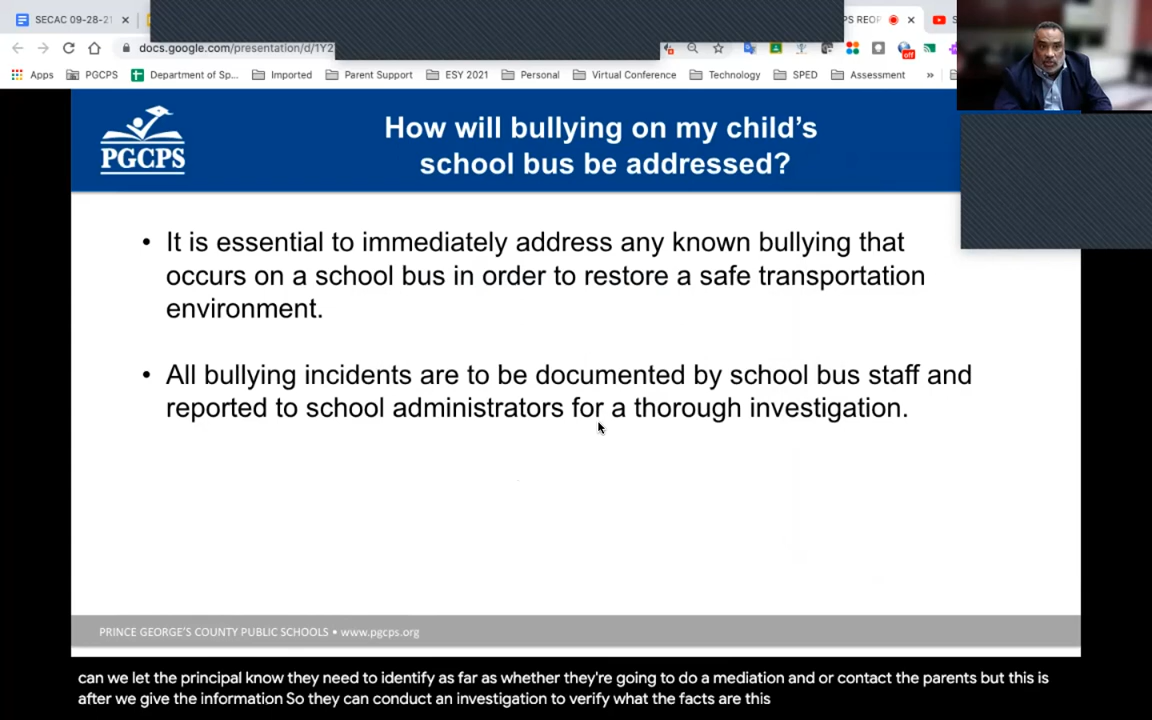 SECAC 09-28-21
PS REOP
docs.google.com/presentation/d/1Y2
off
Apps
PGCPS
Department of Sp...
Imported
Parent Support
ESY 2021
Personal
Virtual Conference
Technology
SPED
Assessment
»
PGCPS
How will bullying on my child's
school bus be addressed?
• It is essential to immediately address any known bullying that
occurs on a school bus in order to restore a safe transportation
environment.
• All bullying incidents are to be documented by school bus staff and
reported to school administrators for a thorough investigation.
PRINCE GEORGE'S COUNTY PUBLIC SCHOOLS • www.pgcps.org
can we let the principal know they need to identify as far as whether they're going to do a mediation and or contact the parents but this is
after we give the information So they can conduct an investigation to verify what the facts are this